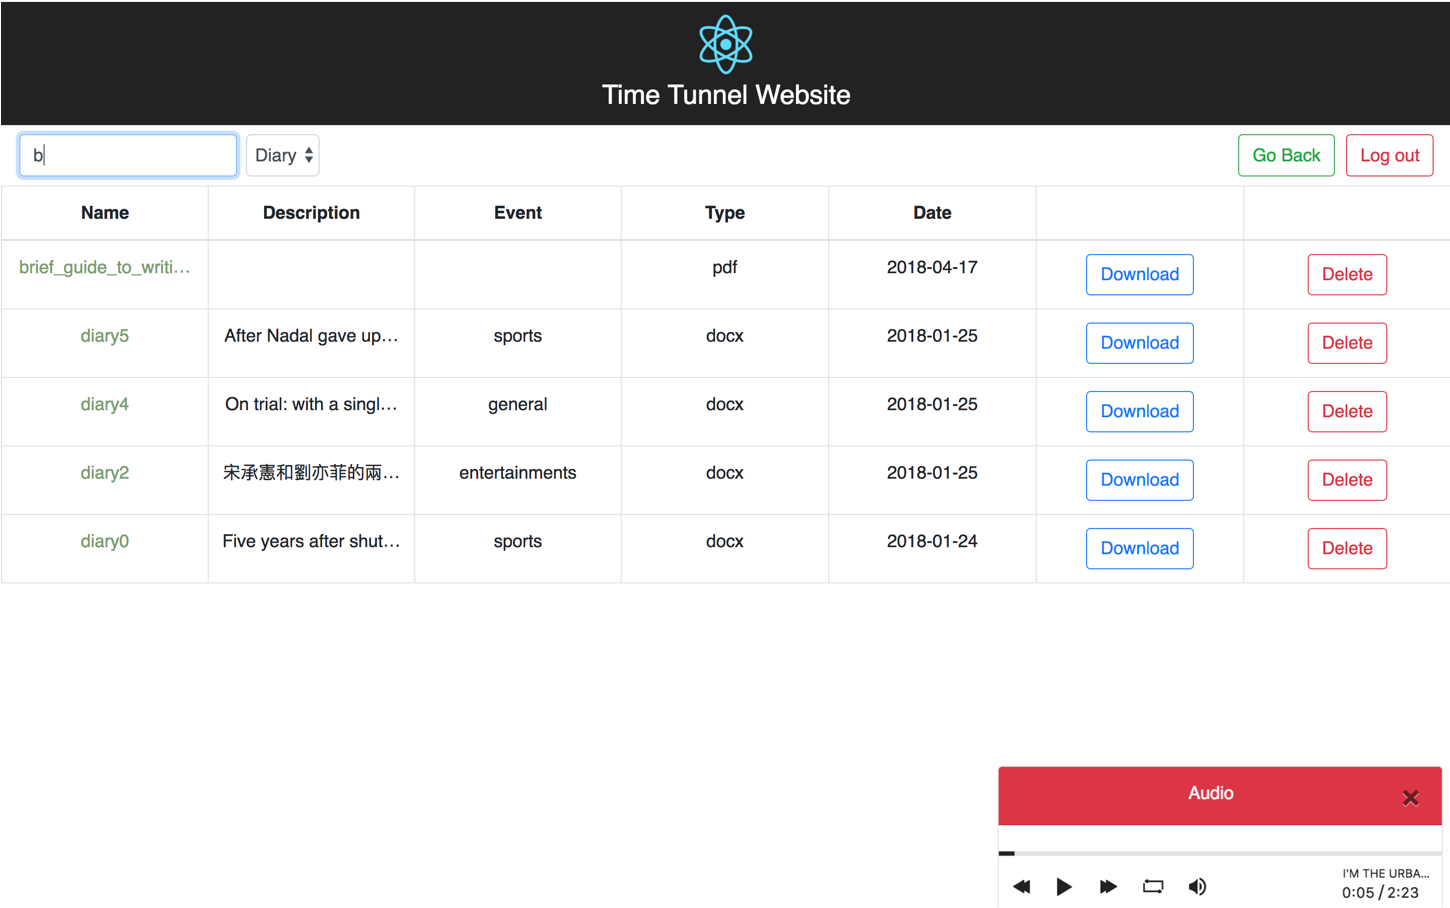 Time Tunnel Website
b Diary Go Back Log out
Name Description Event Type Date
brief_guide_to_writi... pdf 2018-04-17 Download Delete
diary5 After Nadal gave up... sports docx 2018-01-25 Download Delete
diary4 On trial: with a singl... general docx 2018-01-25 Download Delete
diary2 宋承憲和劉亦菲的兩... entertainments docx 2018-01-25 Download Delete
diary0 Five years after shut... sports docx 2018-01-24 Download Delete
Audio
I'M THE URBA...
0:05 / 2:23